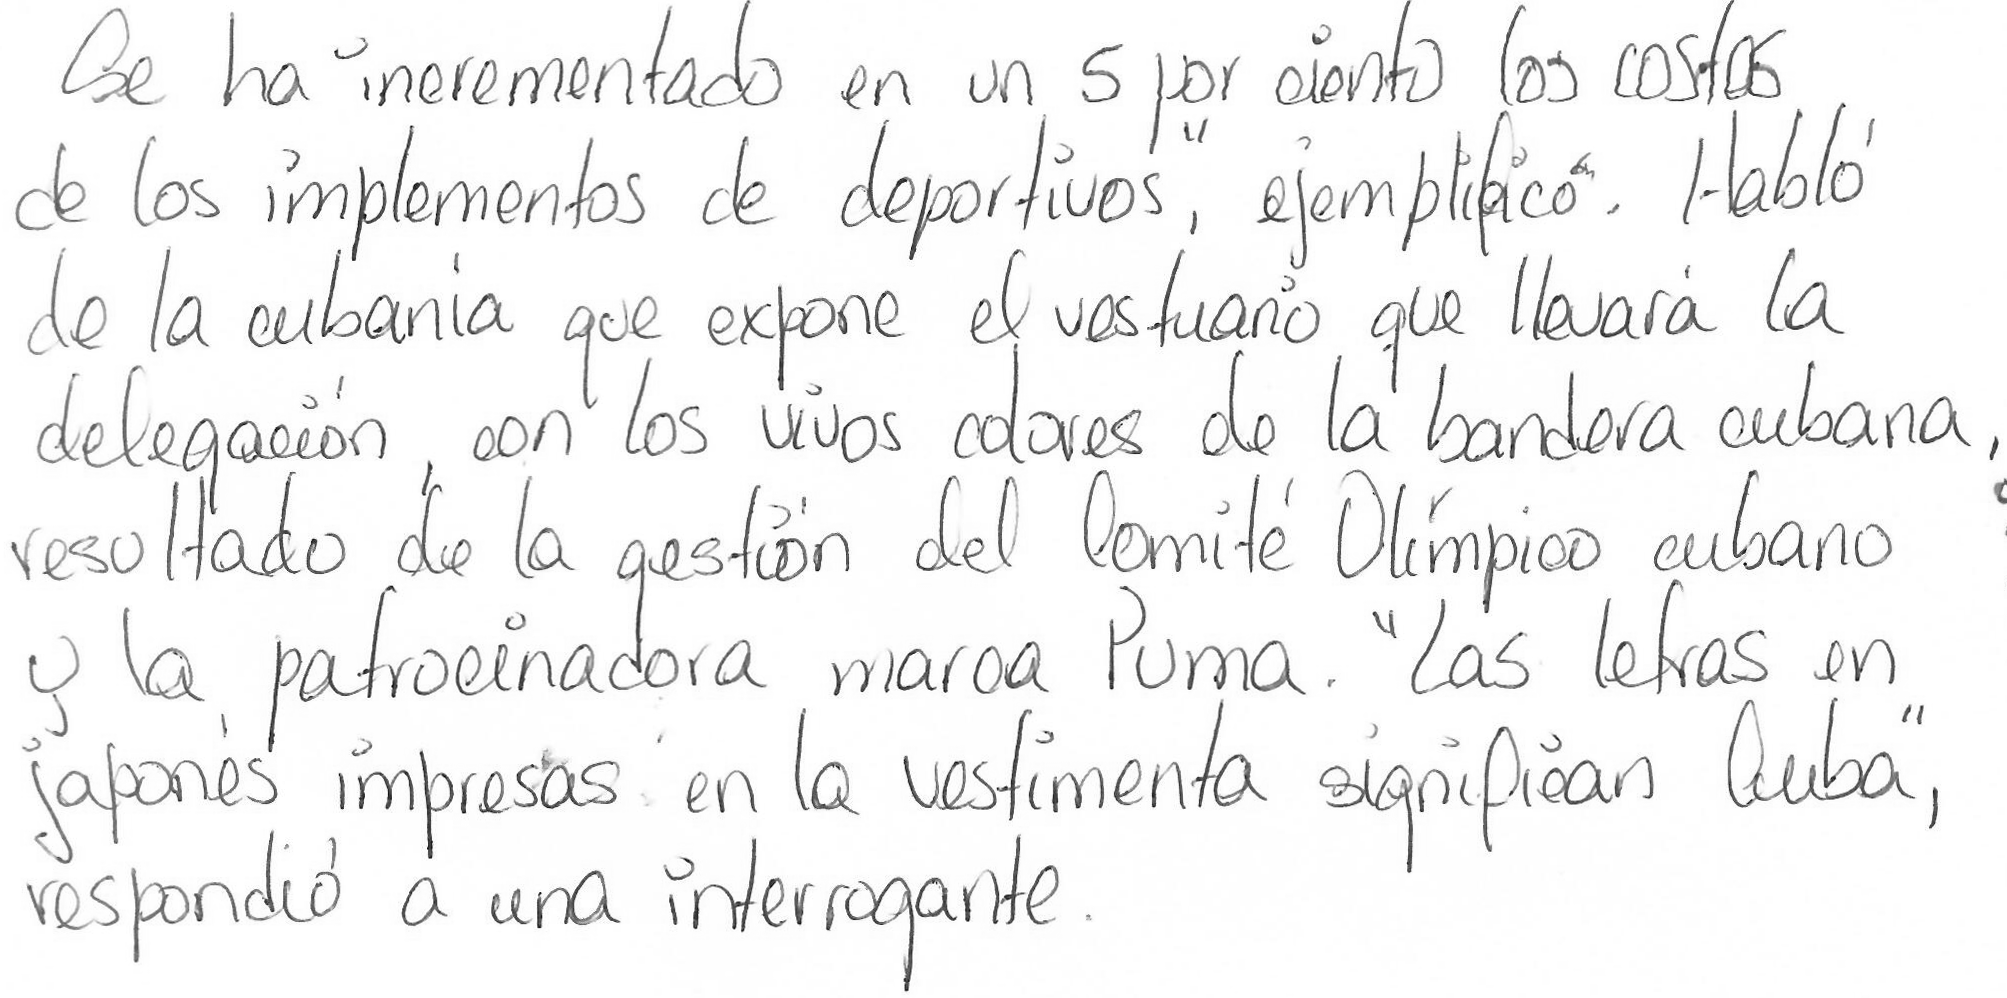 Se ha incrementado en un 5 por ciento los costos
de los implementos de deportivos", ejemplificó. Habló
de la cubanía que expone el vestuario que llevará la
delegación, con los vivos colores de la bandera cubana,
resultado de la gestión del Comité Olímpico cubano
y la patrocinadora marca Puma. "Las letras en
japonés impresas en la vestimenta significan Cuba",
respondió a una interrogante.